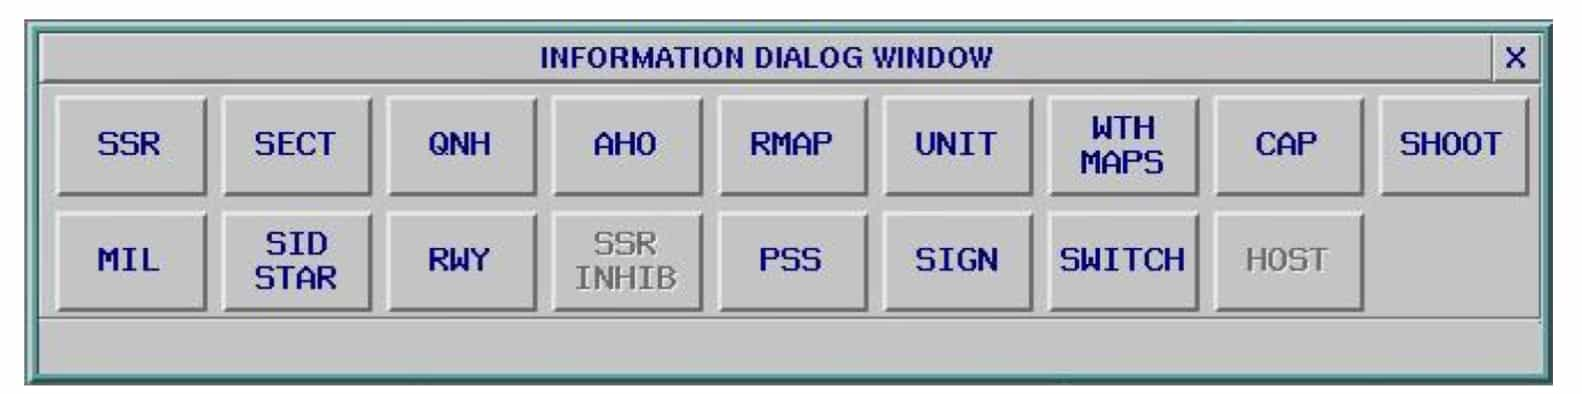 INFORMATION DIALOG WINDOW X
SSR SECT QNH AHO RMAP UNIT WTH MAPS CAP SHOOT
MIL SID STAR RWY SSR INHIB PSS SIGN SWITCH HOST